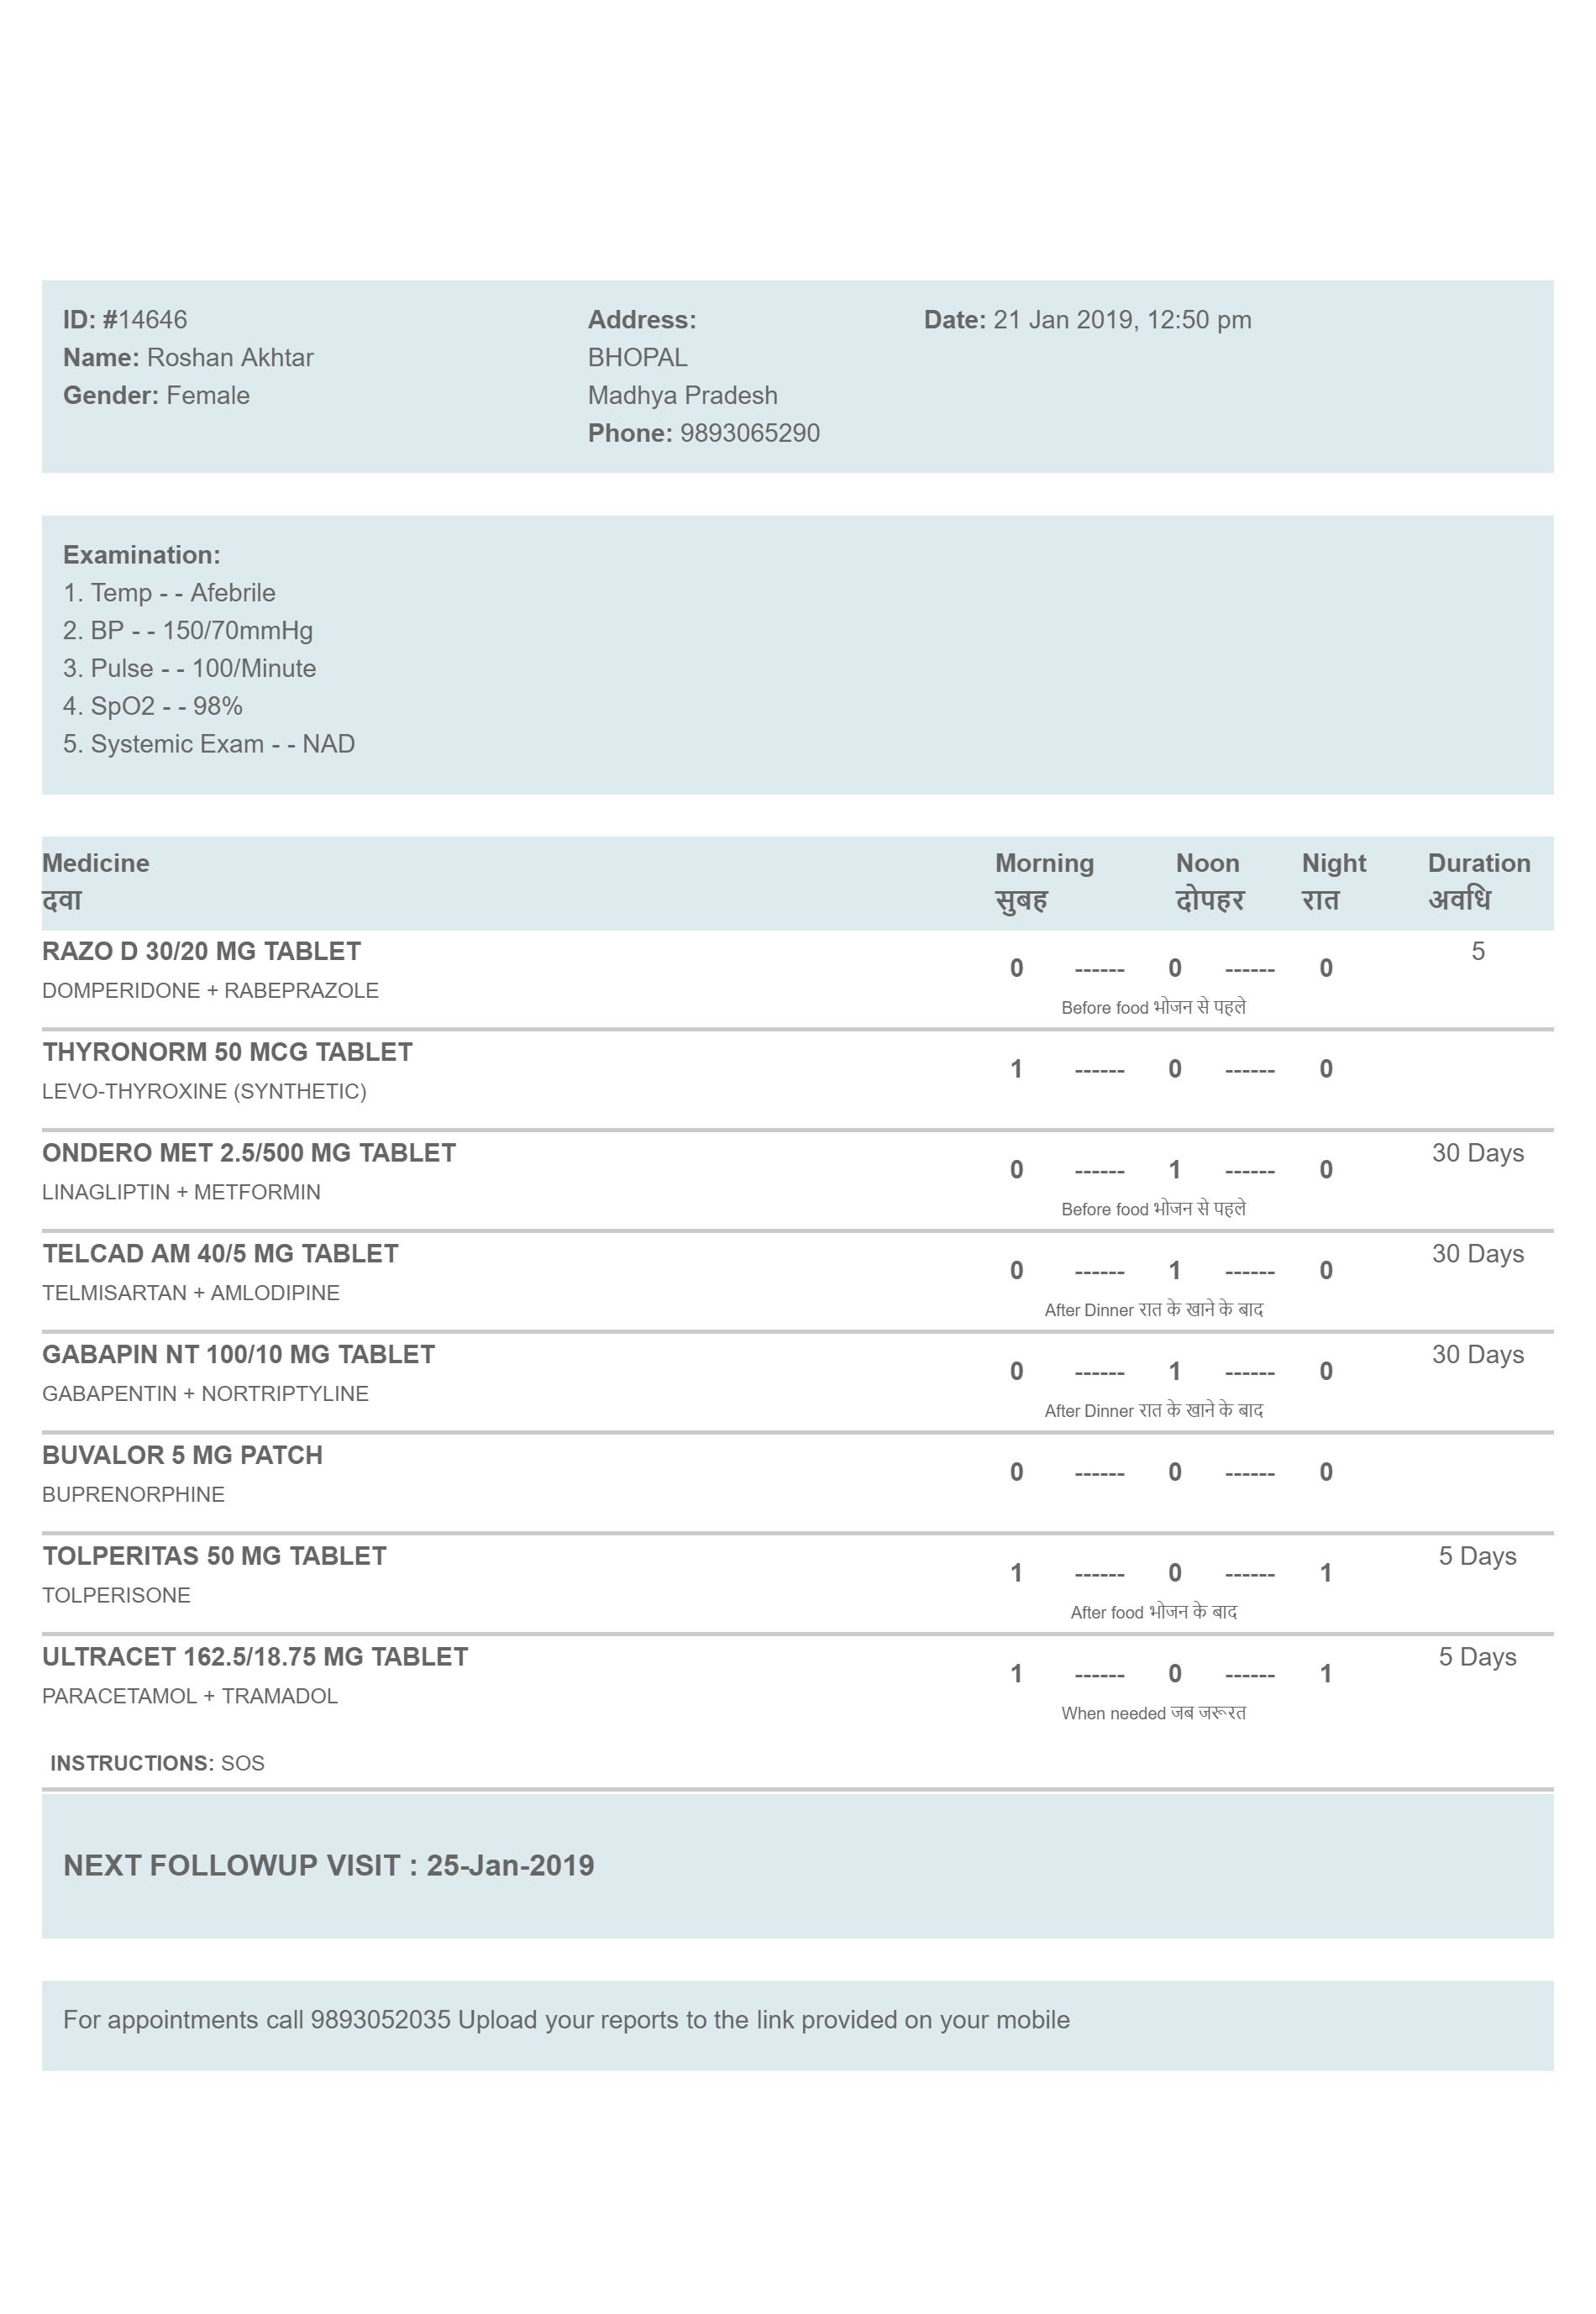 ID: #14646 Address: Date: 21 Jan 2019, 12:50 pm
Name: Roshan Akhtar BHOPAL
Gender: Female Madhya Pradesh
Phone: 9893065290
Examination:
1. Temp - - Afebrile
2. BP - - 150/70mmHg
3. Pulse - - 100/Minute
4. SpO2 - - 98%
5. Systemic Exam - - NAD
Medicine Morning Noon Night Duration
दवा सुबह दोपहर रात अवधि
RAZO D 30/20 MG TABLET 5
0 ------ 0 ------ 0
DOMPERIDONE + RABEPRAZOLE
Before food भोजन से पहले
THYRONORM 50 MCG TABLET
1 ------ 0 ------ 0
LEVO-THYROXINE (SYNTHETIC)
ONDERO MET 2.5/500 MG TABLET 30 Days
0 ------ 1 ------ 0
LINAGLIPTIN + METFORMIN
Before food भोजन से पहले
TELCAD AM 40/5 MG TABLET 30 Days
0 ------ 1 ------ 0
TELMISARTAN + AMLODIPINE
After Dinner रात के खाने के बाद
GABAPIN NT 100/10 MG TABLET 30 Days
0 ------ 1 ------ 0
GABAPENTIN + NORTRIPTYLINE
After Dinner रात के खाने के बाद
BUVALOR 5 MG PATCH
0 ------ 0 ------ 0
BUPRENORPHINE
TOLPERITAS 50 MG TABLET 5 Days
1 ------ 0 ------ 1
TOLPERISONE
After food भोजन के बाद
ULTRACET 162.5/18.75 MG TABLET 5 Days
1 ------ 0 ------ 1
PARACETAMOL + TRAMADOL
When needed जब जरूरत
INSTRUCTIONS: SOS
NEXT FOLLOWUP VISIT : 25-Jan-2019
For appointments call 9893052035 Upload your reports to the link provided on your mobile